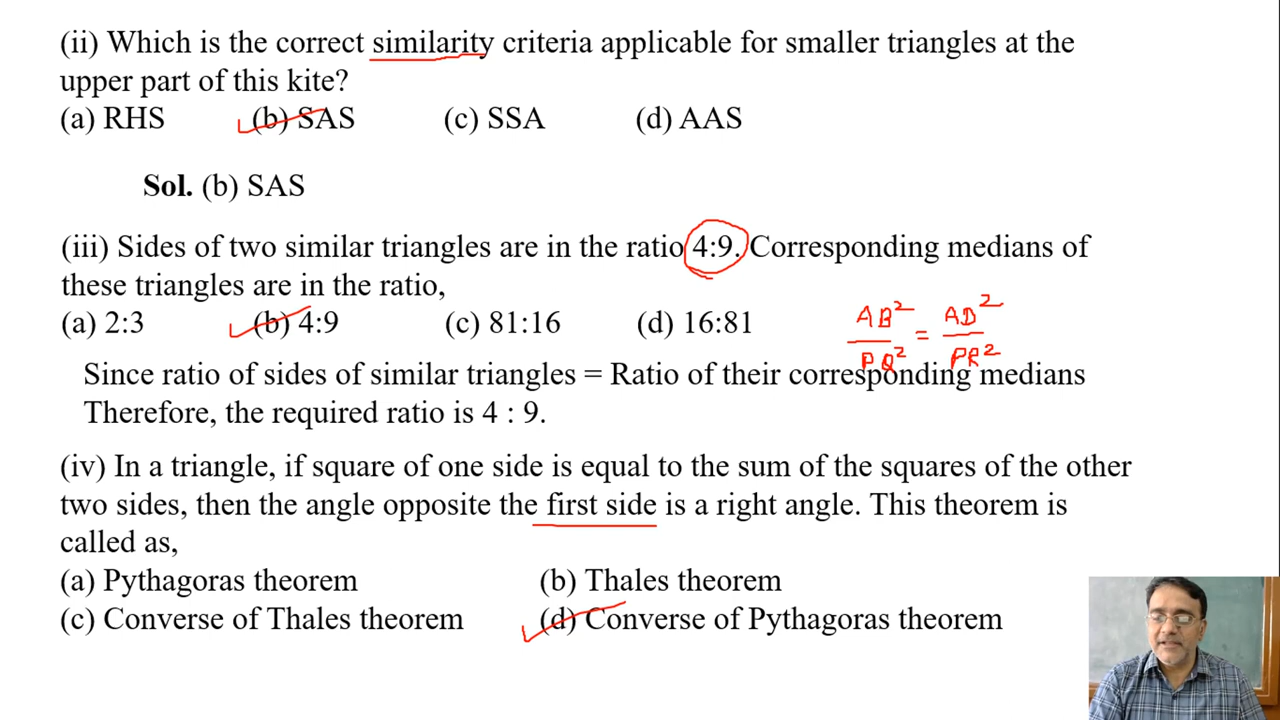 (ii) Which is the correct similarity criteria applicable for smaller triangles at the
upper part of this kite?
(a) RHS (b) SAS (c) SSA (d) AAS
Sol. (b) SAS
(iii) Sides of two similar triangles are in the ratio 4:9. Corresponding medians of
these triangles are in the ratio,
(a) 2:3 (b) 4:9 (c) 81:16 (d) 16:81
AB² / PQ² = AD² / PR²
Since ratio of sides of similar triangles = Ratio of their corresponding medians
Therefore, the required ratio is 4 : 9.
(iv) In a triangle, if square of one side is equal to the sum of the squares of the other
two sides, then the angle opposite the first side is a right angle. This theorem is
called as,
(a) Pythagoras theorem (b) Thales theorem
(c) Converse of Thales theorem (d) Converse of Pythagoras theorem